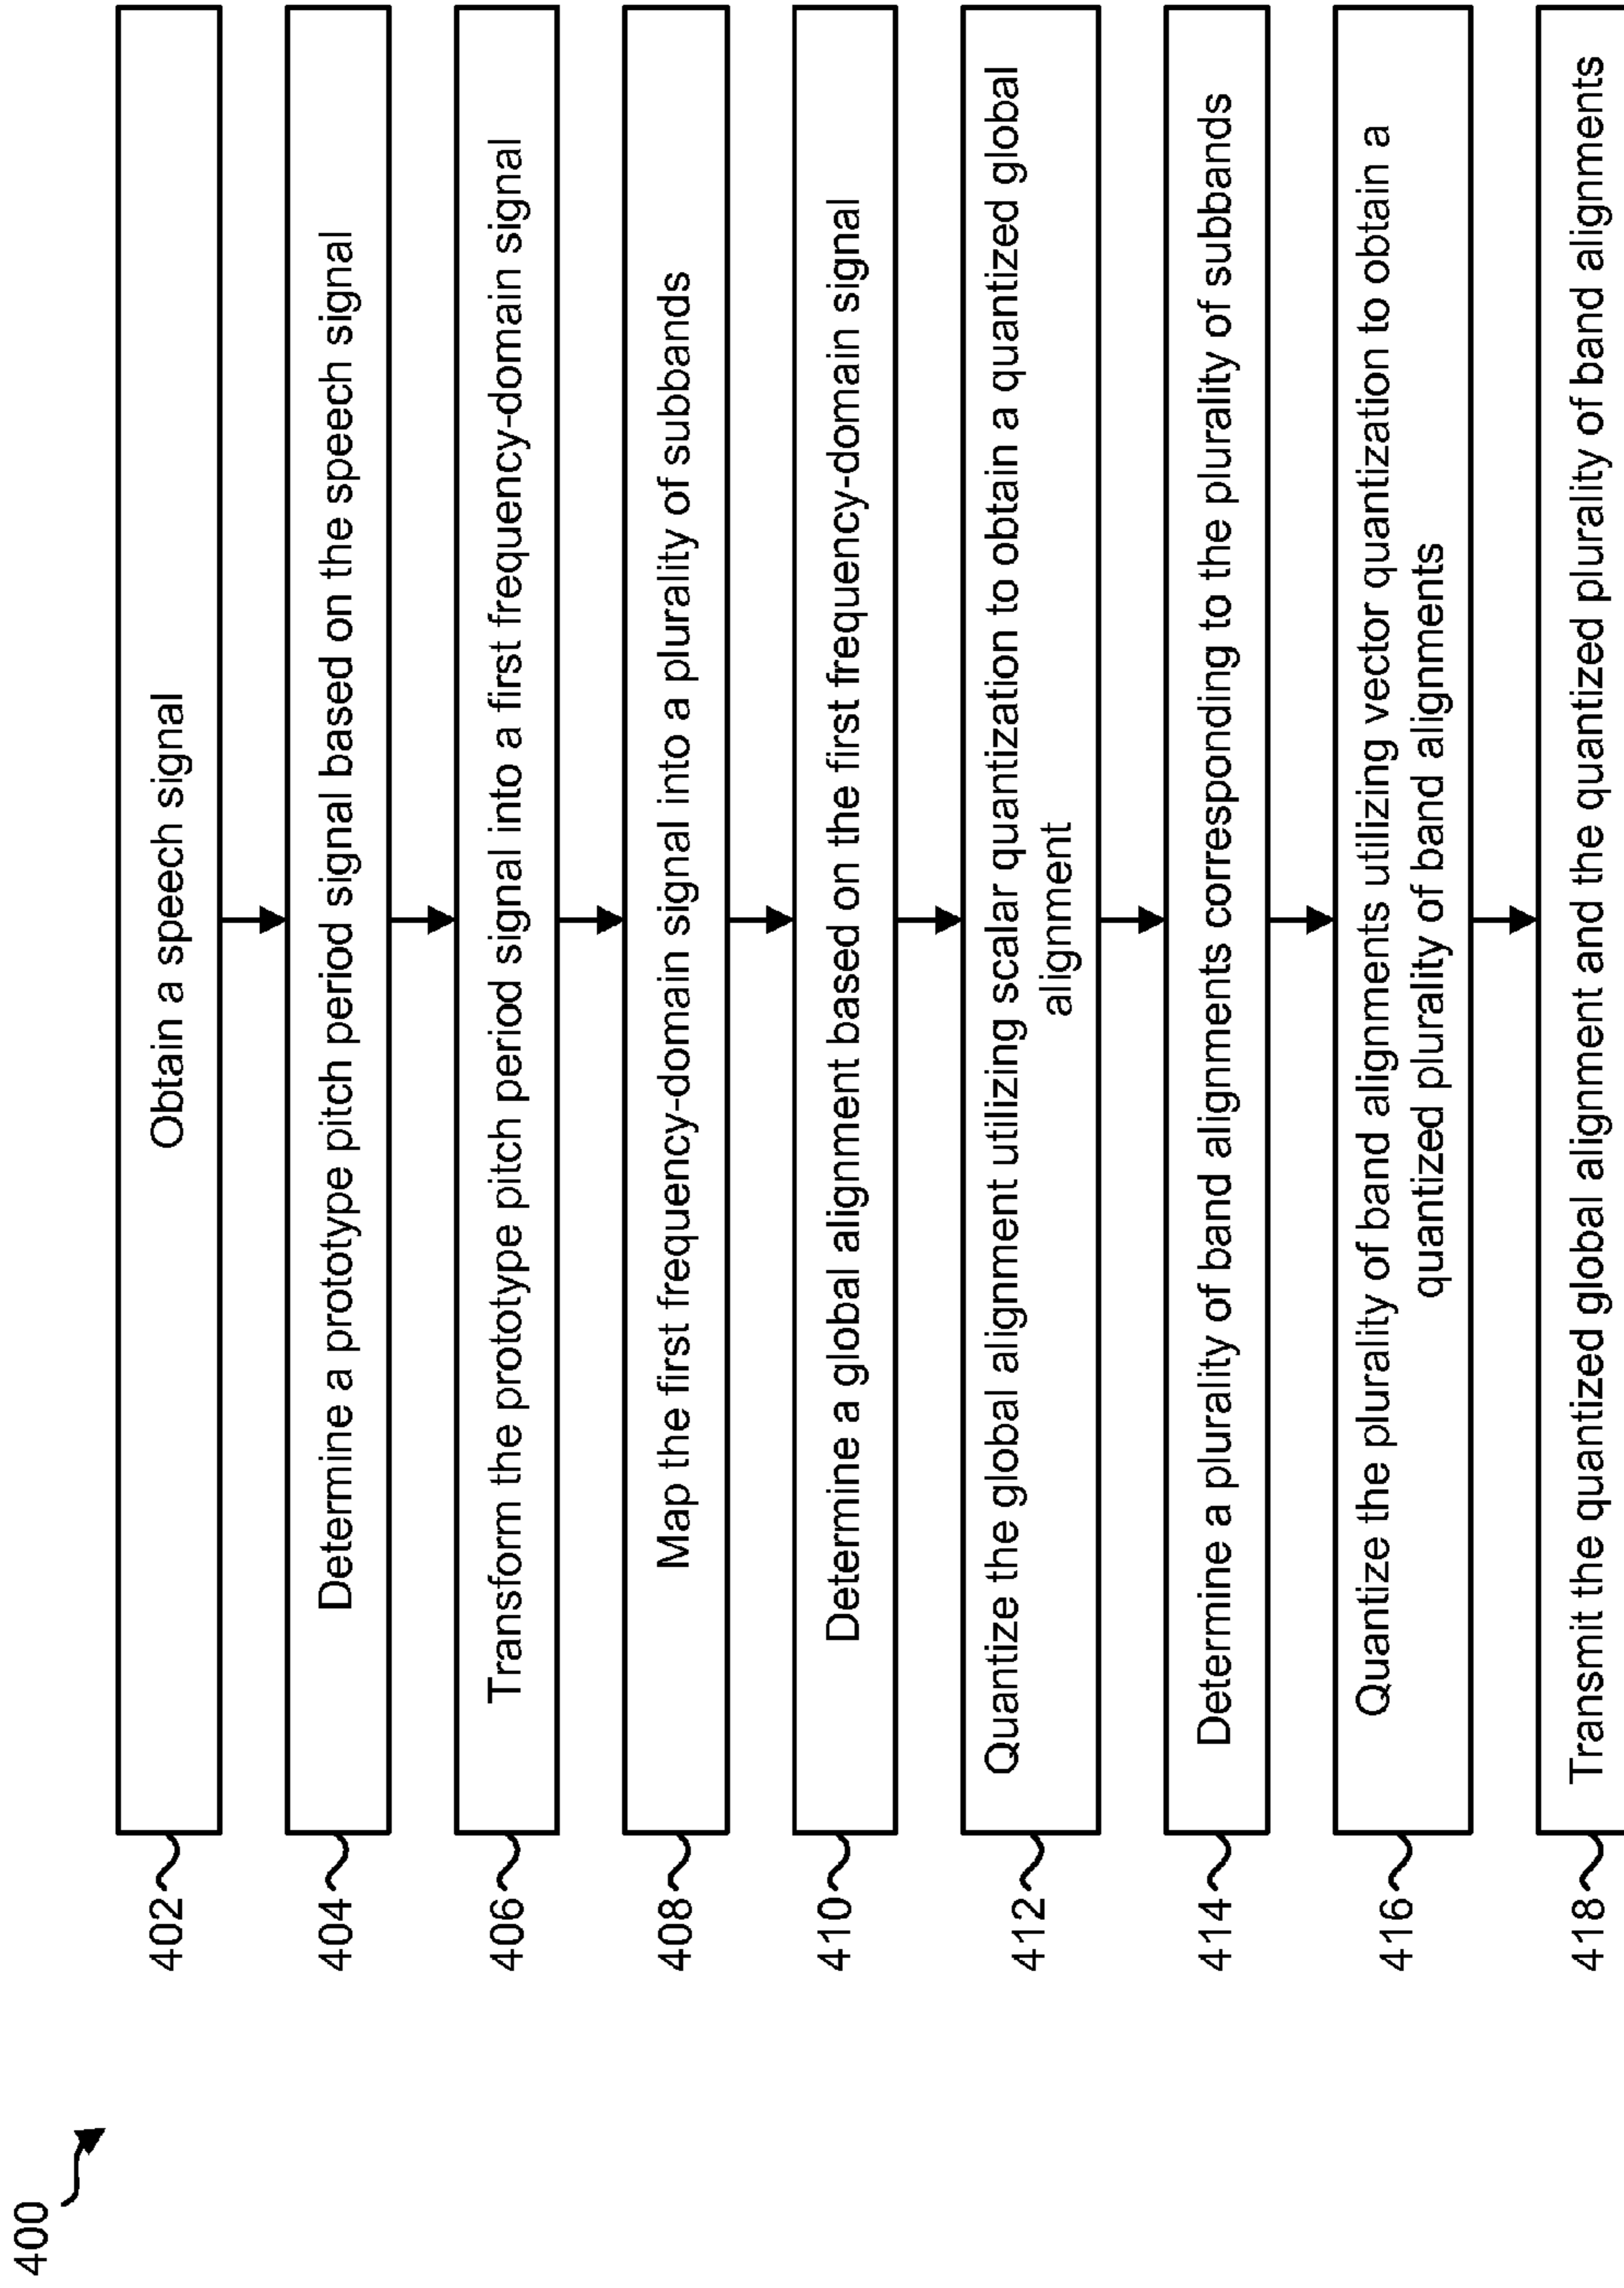 400
402
Obtain a speech signal
404
Determine a prototype pitch period signal based on the speech signal
406
Transform the prototype pitch period signal into a first frequency-domain signal
408
Map the first frequency-domain signal into a plurality of subbands
410
Determine a global alignment based on the first frequency-domain signal
412
Quantize the global alignment utilizing scalar quantization to obtain a quantized global
alignment
414
Determine a plurality of band alignments corresponding to the plurality of subbands
416
Quantize the plurality of band alignments utilizing vector quantization to obtain a
quantized plurality of band alignments
418
Transmit the quantized global alignment and the quantized plurality of band alignments